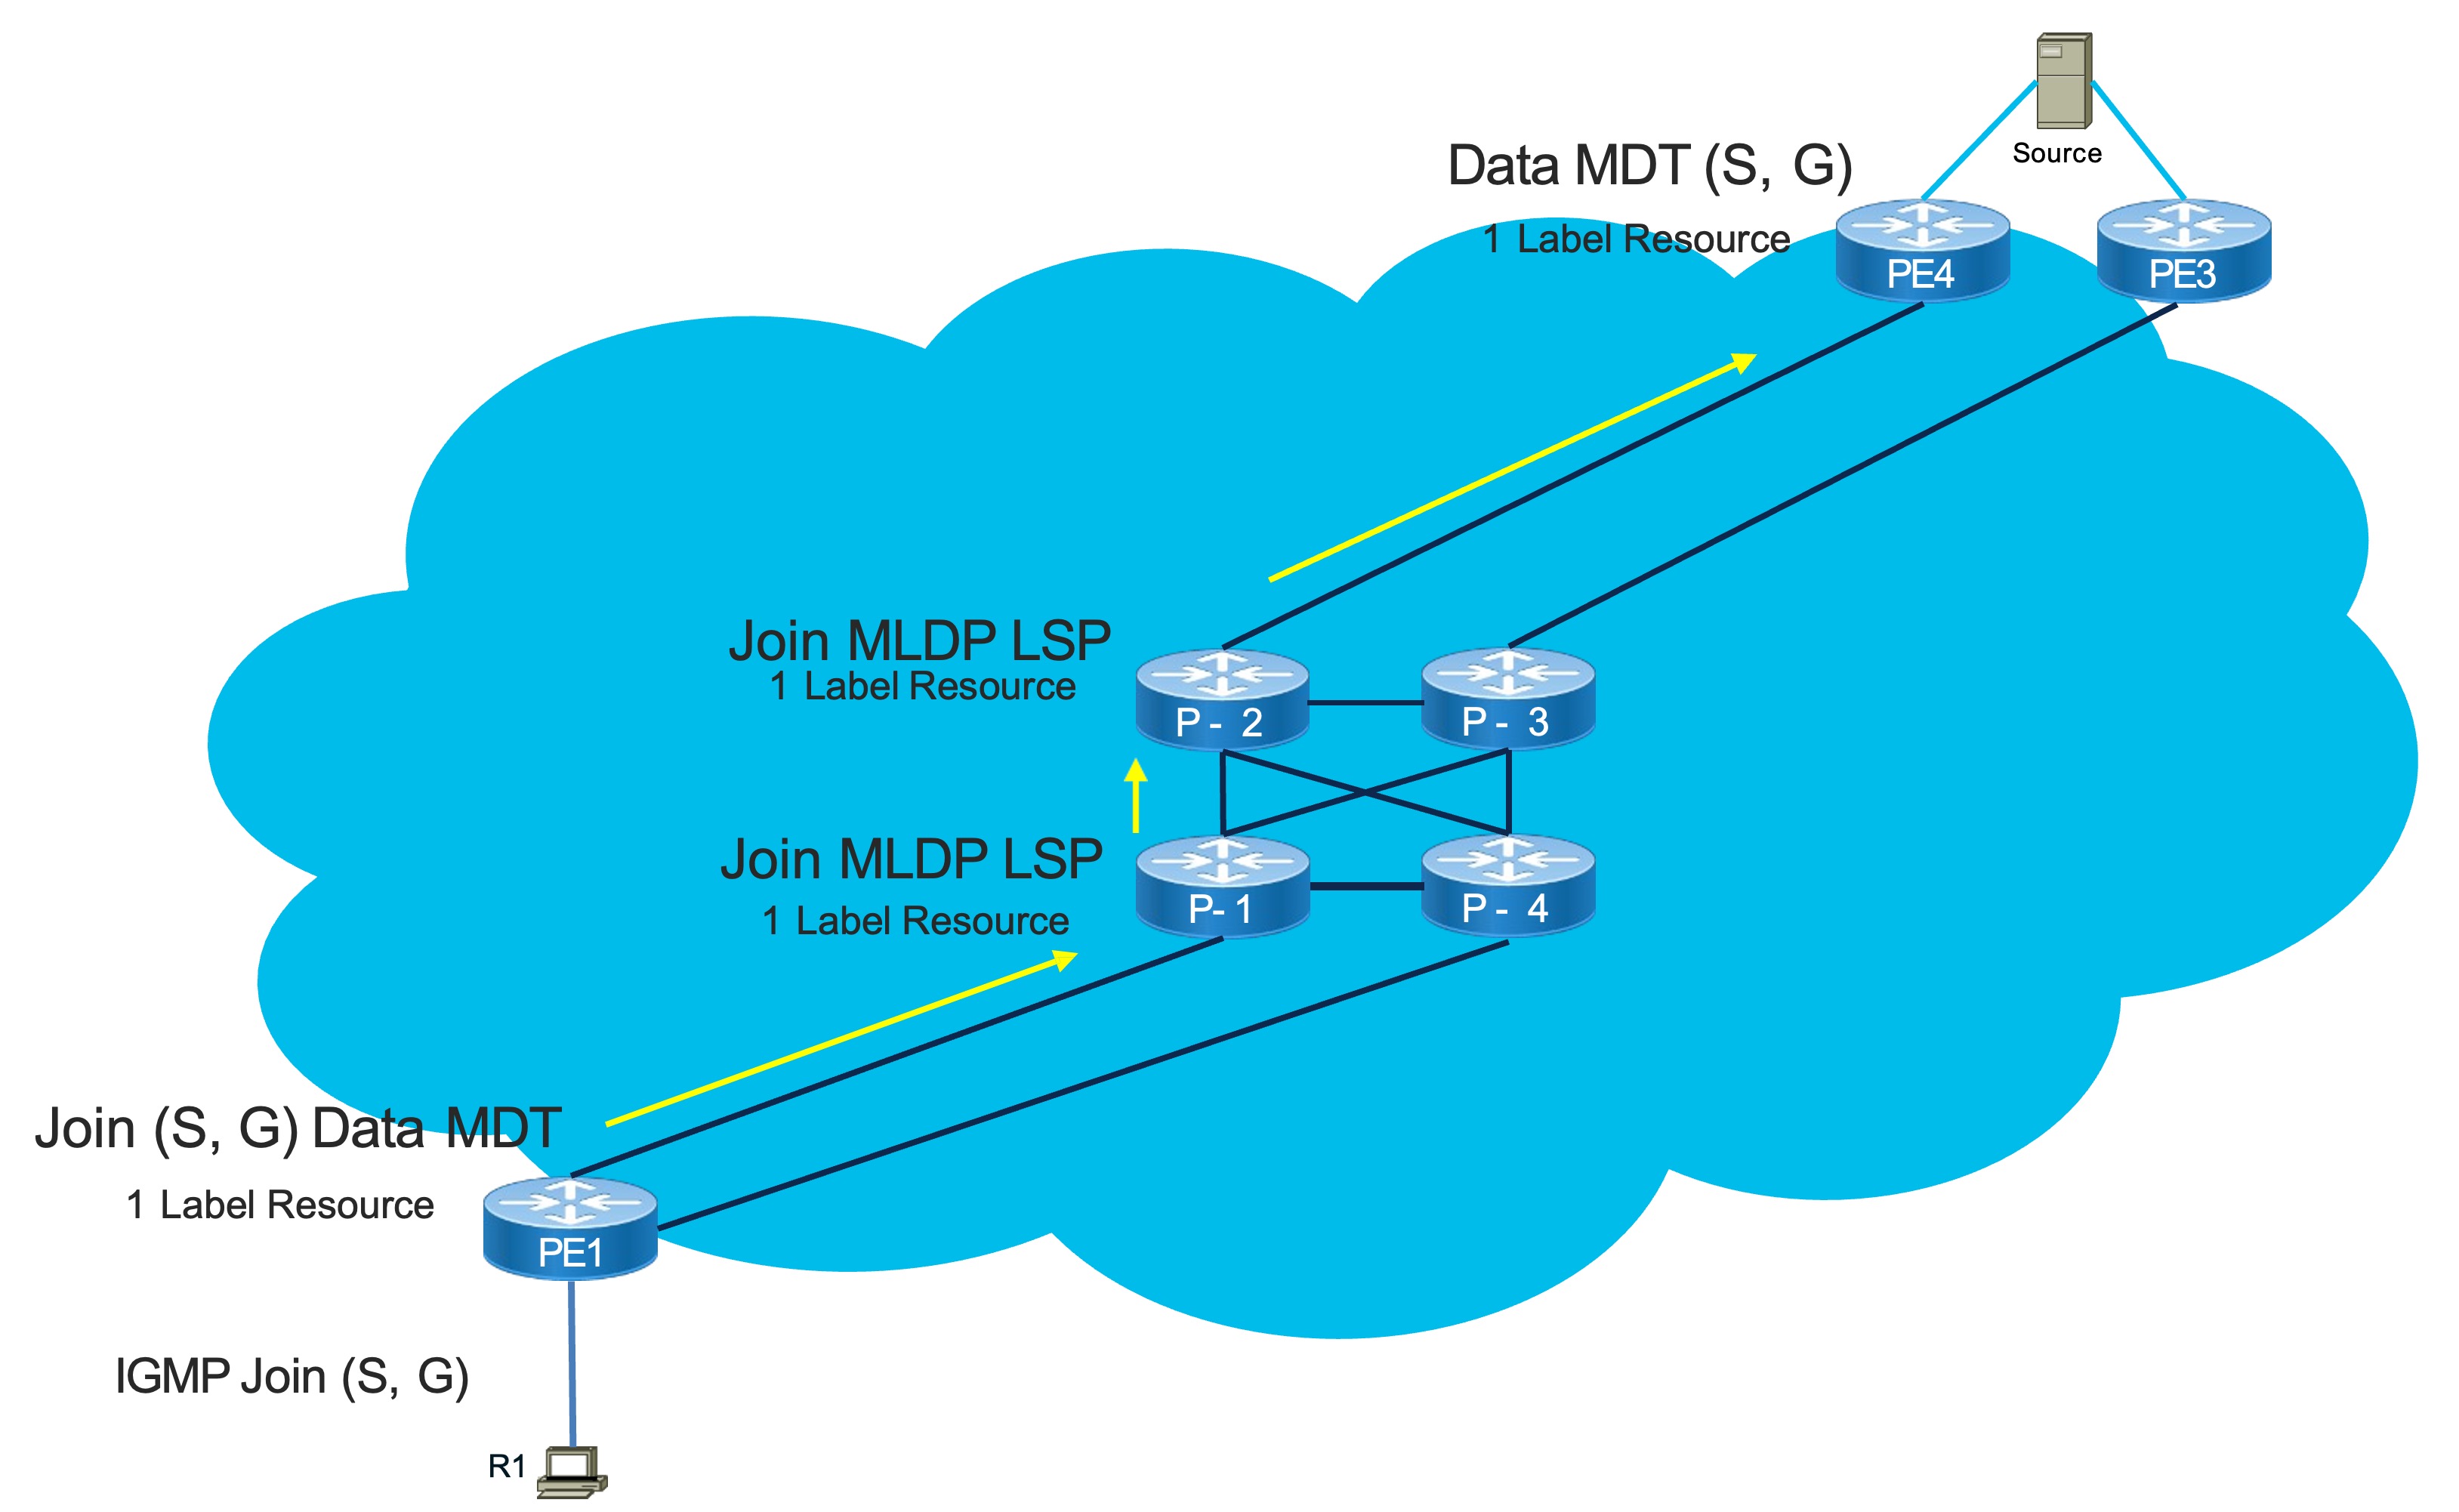 Source
Data MDT (S, G)
1 Label Resource
PE4
PE3
Join MLDP LSP
1 Label Resource
P - 2
P - 3
Join MLDP LSP
1 Label Resource
P- 1
P - 4
Join (S, G) Data MDT
1 Label Resource
PE1
IGMP Join (S, G)
R1